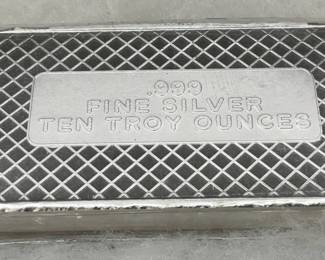 .999
FINE SILVER
TEN TROY OUNCES